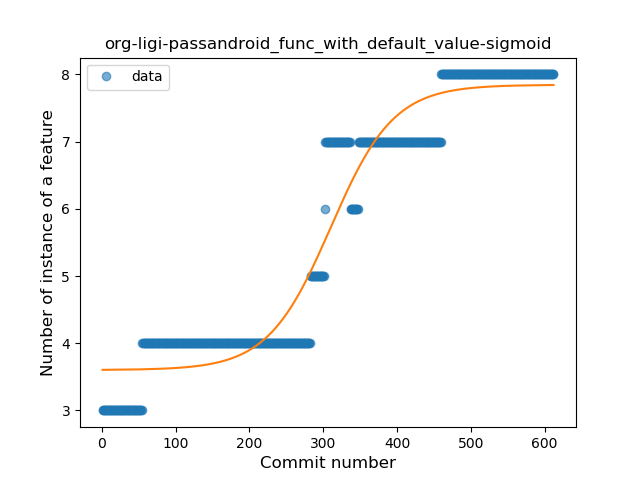 org-ligi-passandroid_func_with_default_value-sigmoid
data
Number of instance of a feature
8
7
6
5
4
3
0 100 200 300 400 500 600
Commit number